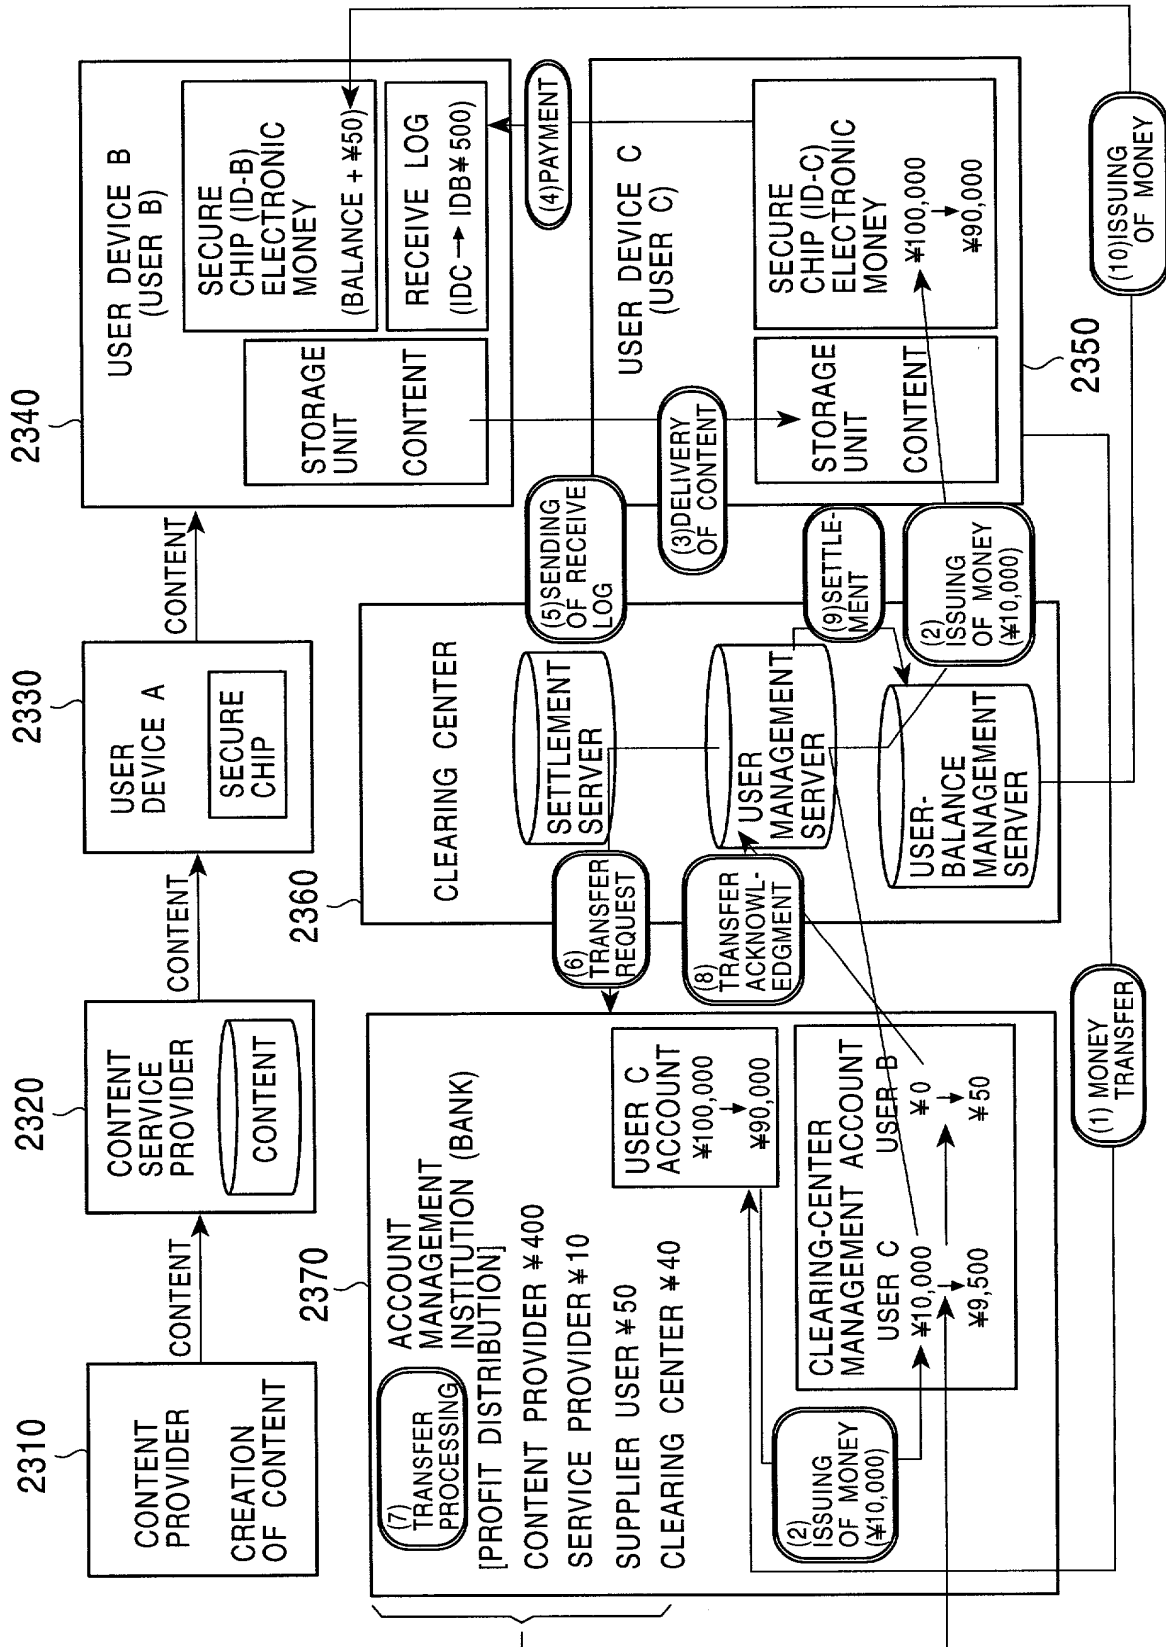 2310
CONTENT
PROVIDER
CREATION
OF CONTENT
CONTENT
2320
CONTENT
SERVICE
PROVIDER
CONTENT
CONTENT
2330
USER
DEVICE A
SECURE
CHIP
CONTENT
2340
USER DEVICE B
(USER B)
STORAGE
UNIT
CONTENT
SECURE
CHIP (ID-B)
ELECTRONIC
MONEY
(BALANCE + ¥50)
RECEIVE LOG
(IDC → IDB¥500)
2370
ACCOUNT
MANAGEMENT
INSTITUTION (BANK)
(7)
TRANSFER
PROCESSING
[PROFIT DISTRIBUTION]
CONTENT PROVIDER ¥400
SERVICE PROVIDER ¥10
SUPPLIER USER ¥50
CLEARING CENTER ¥40
USER C
ACCOUNT
¥100,000
→
¥90,000
(2)
ISSUING
OF MONEY
(¥10,000)
CLEARING-CENTER
MANAGEMENT ACCOUNT
USER C
¥10,000
→
¥9,500
USER B
¥0
→
¥50
2360
CLEARING CENTER
SETTLEMENT
SERVER
USER
MANAGEMENT
SERVER
USER-
BALANCE
MANAGEMENT
SERVER
(6)
TRANSFER
REQUEST
(8)
TRANSFER
ACKNOWL-
EDGMENT
(5)SENDING
OF RECEIVE
LOG
(3)DELIVERY
OF CONTENT
(4)PAYMENT
(9)SETTLE-
MENT
(2)
ISSUING
OF MONEY
(¥10,000)
USER DEVICE C
(USER C)
STORAGE
UNIT
CONTENT
SECURE
CHIP (ID-C)
ELECTRONIC
MONEY
¥100,000
→
¥90,000
2350
(1) MONEY
TRANSFER
(10)ISSUING
OF MONEY